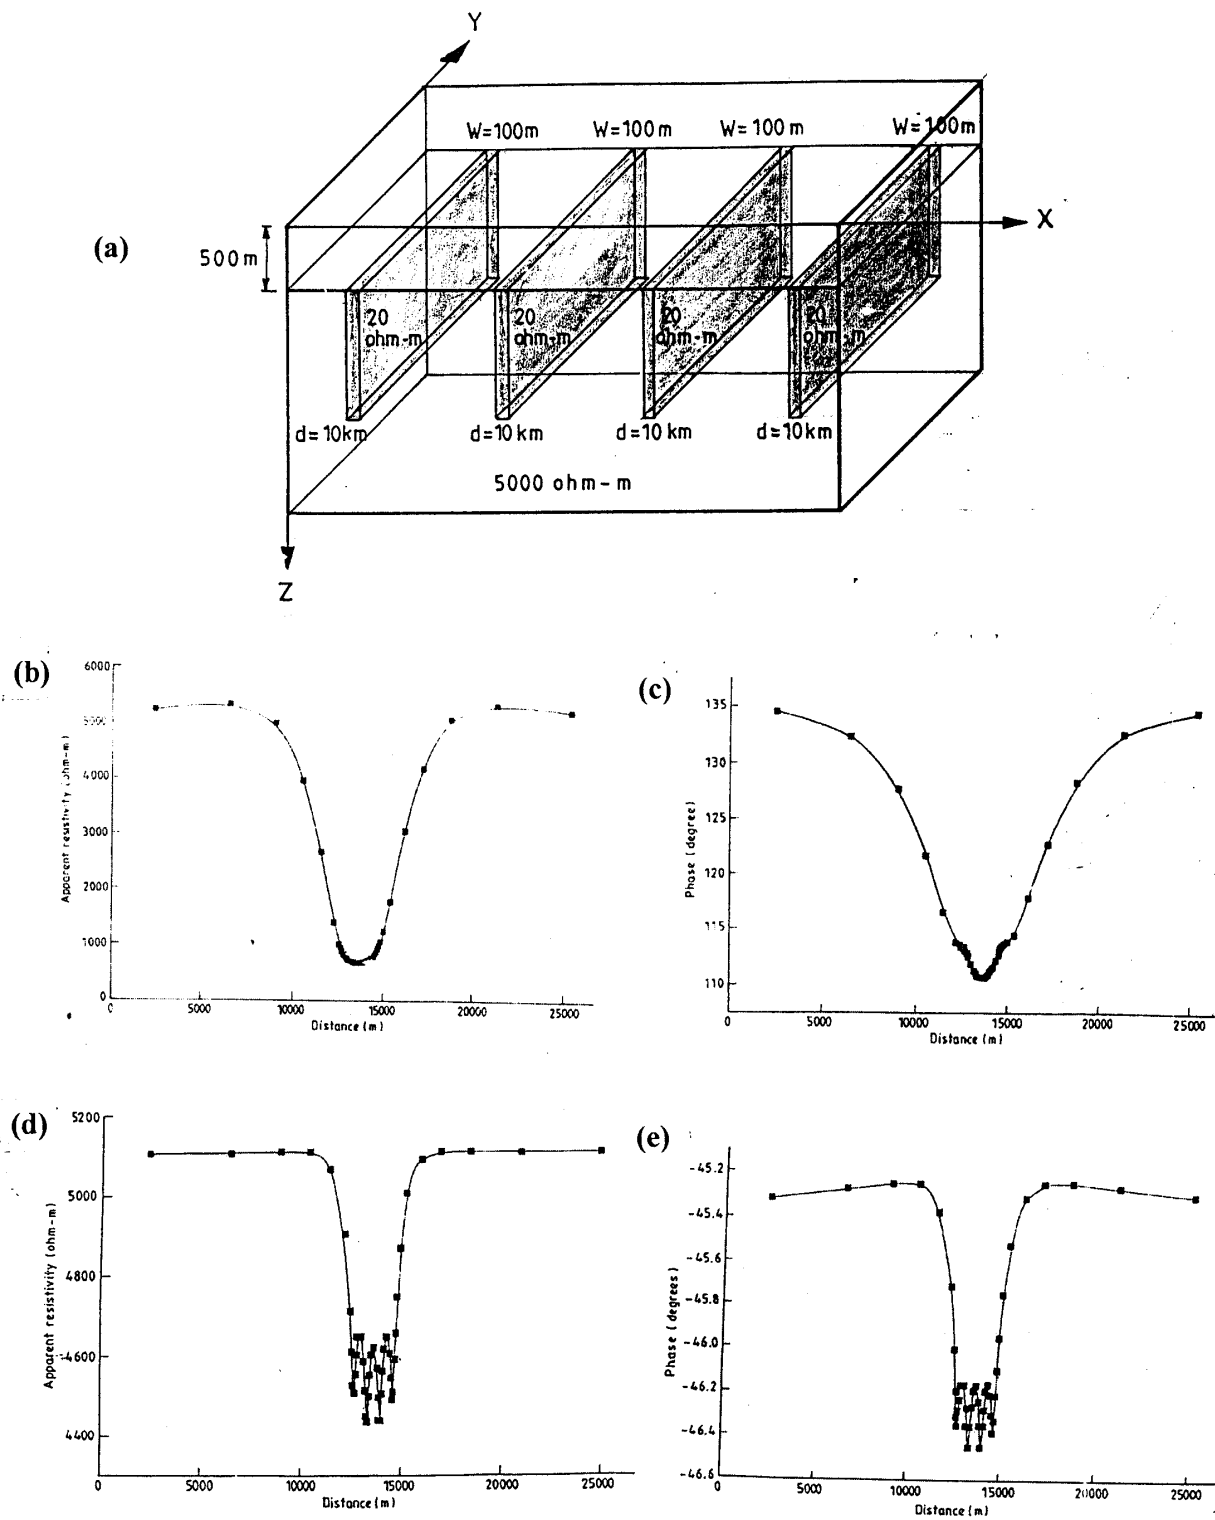 Y
W=100m W=100m W=100m W=100m
X
(a)
500m
20 ohm-m
20 ohm-m
20 ohm-m
20 ohm-m
d=10km d=10km d=10km d=10km
5000 ohm-m
Z
(b)
Apparent resistivity (ohm-m)
6000
5000
4000
3000
2000
1000
0
0 5000 10000 15000 20000 25000
Distance (m)
(c)
Phase (degree)
135
130
125
120
115
110
0 5000 10000 15000 20000 25000
Distance (m)
(d)
Apparent resistivity (ohm-m)
5200
5000
4800
4600
4400
0 5000 10000 15000 20000 25000
Distance (m)
(e)
Phase (degrees)
-45.2
-45.4
-45.6
-45.8
-46.0
-46.2
-46.4
-46.6
0 5000 10000 15000 20000 25000
Distance (m)